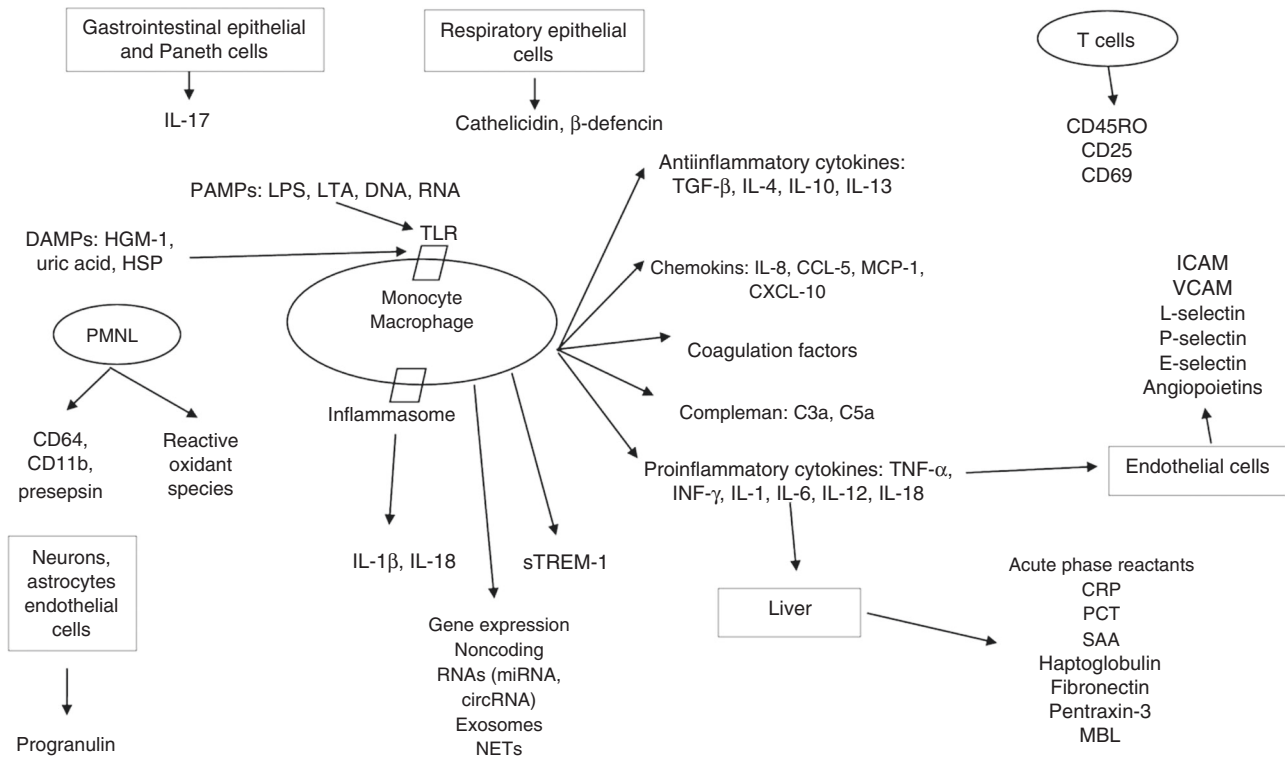 Gastrointestinal epithelial
and Paneth cells
IL-17
Respiratory epithelial
cells
Cathelicidin, β-defencin
T cells
CD45RO
CD25
CD69
PAMPs: LPS, LTA, DNA, RNA
TLR
DAMPs: HGM-1,
uric acid, HSP
Monocyte
Macrophage
Inflammasome
Antiinflammatory cytokines:
TGF-β, IL-4, IL-10, IL-13
Chemokins: IL-8, CCL-5, MCP-1,
CXCL-10
Coagulation factors
Compleman: C3a, C5a
Proinflammatory cytokines: TNF-α,
INF-γ, IL-1, IL-6, IL-12, IL-18
ICAM
VCAM
L-selectin
P-selectin
E-selectin
Angiopoietins
Endothelial cells
PMNL
CD64,
CD11b,
presepsin
Reactive
oxidant
species
IL-1β, IL-18
sTREM-1
Gene expression
Noncoding
RNAs (miRNA,
circRNA)
Exosomes
NETs
Liver
Acute phase reactants
CRP
PCT
SAA
Haptoglobulin
Fibronectin
Pentraxin-3
MBL
Neurons,
astrocytes
endothelial
cells
Progranulin